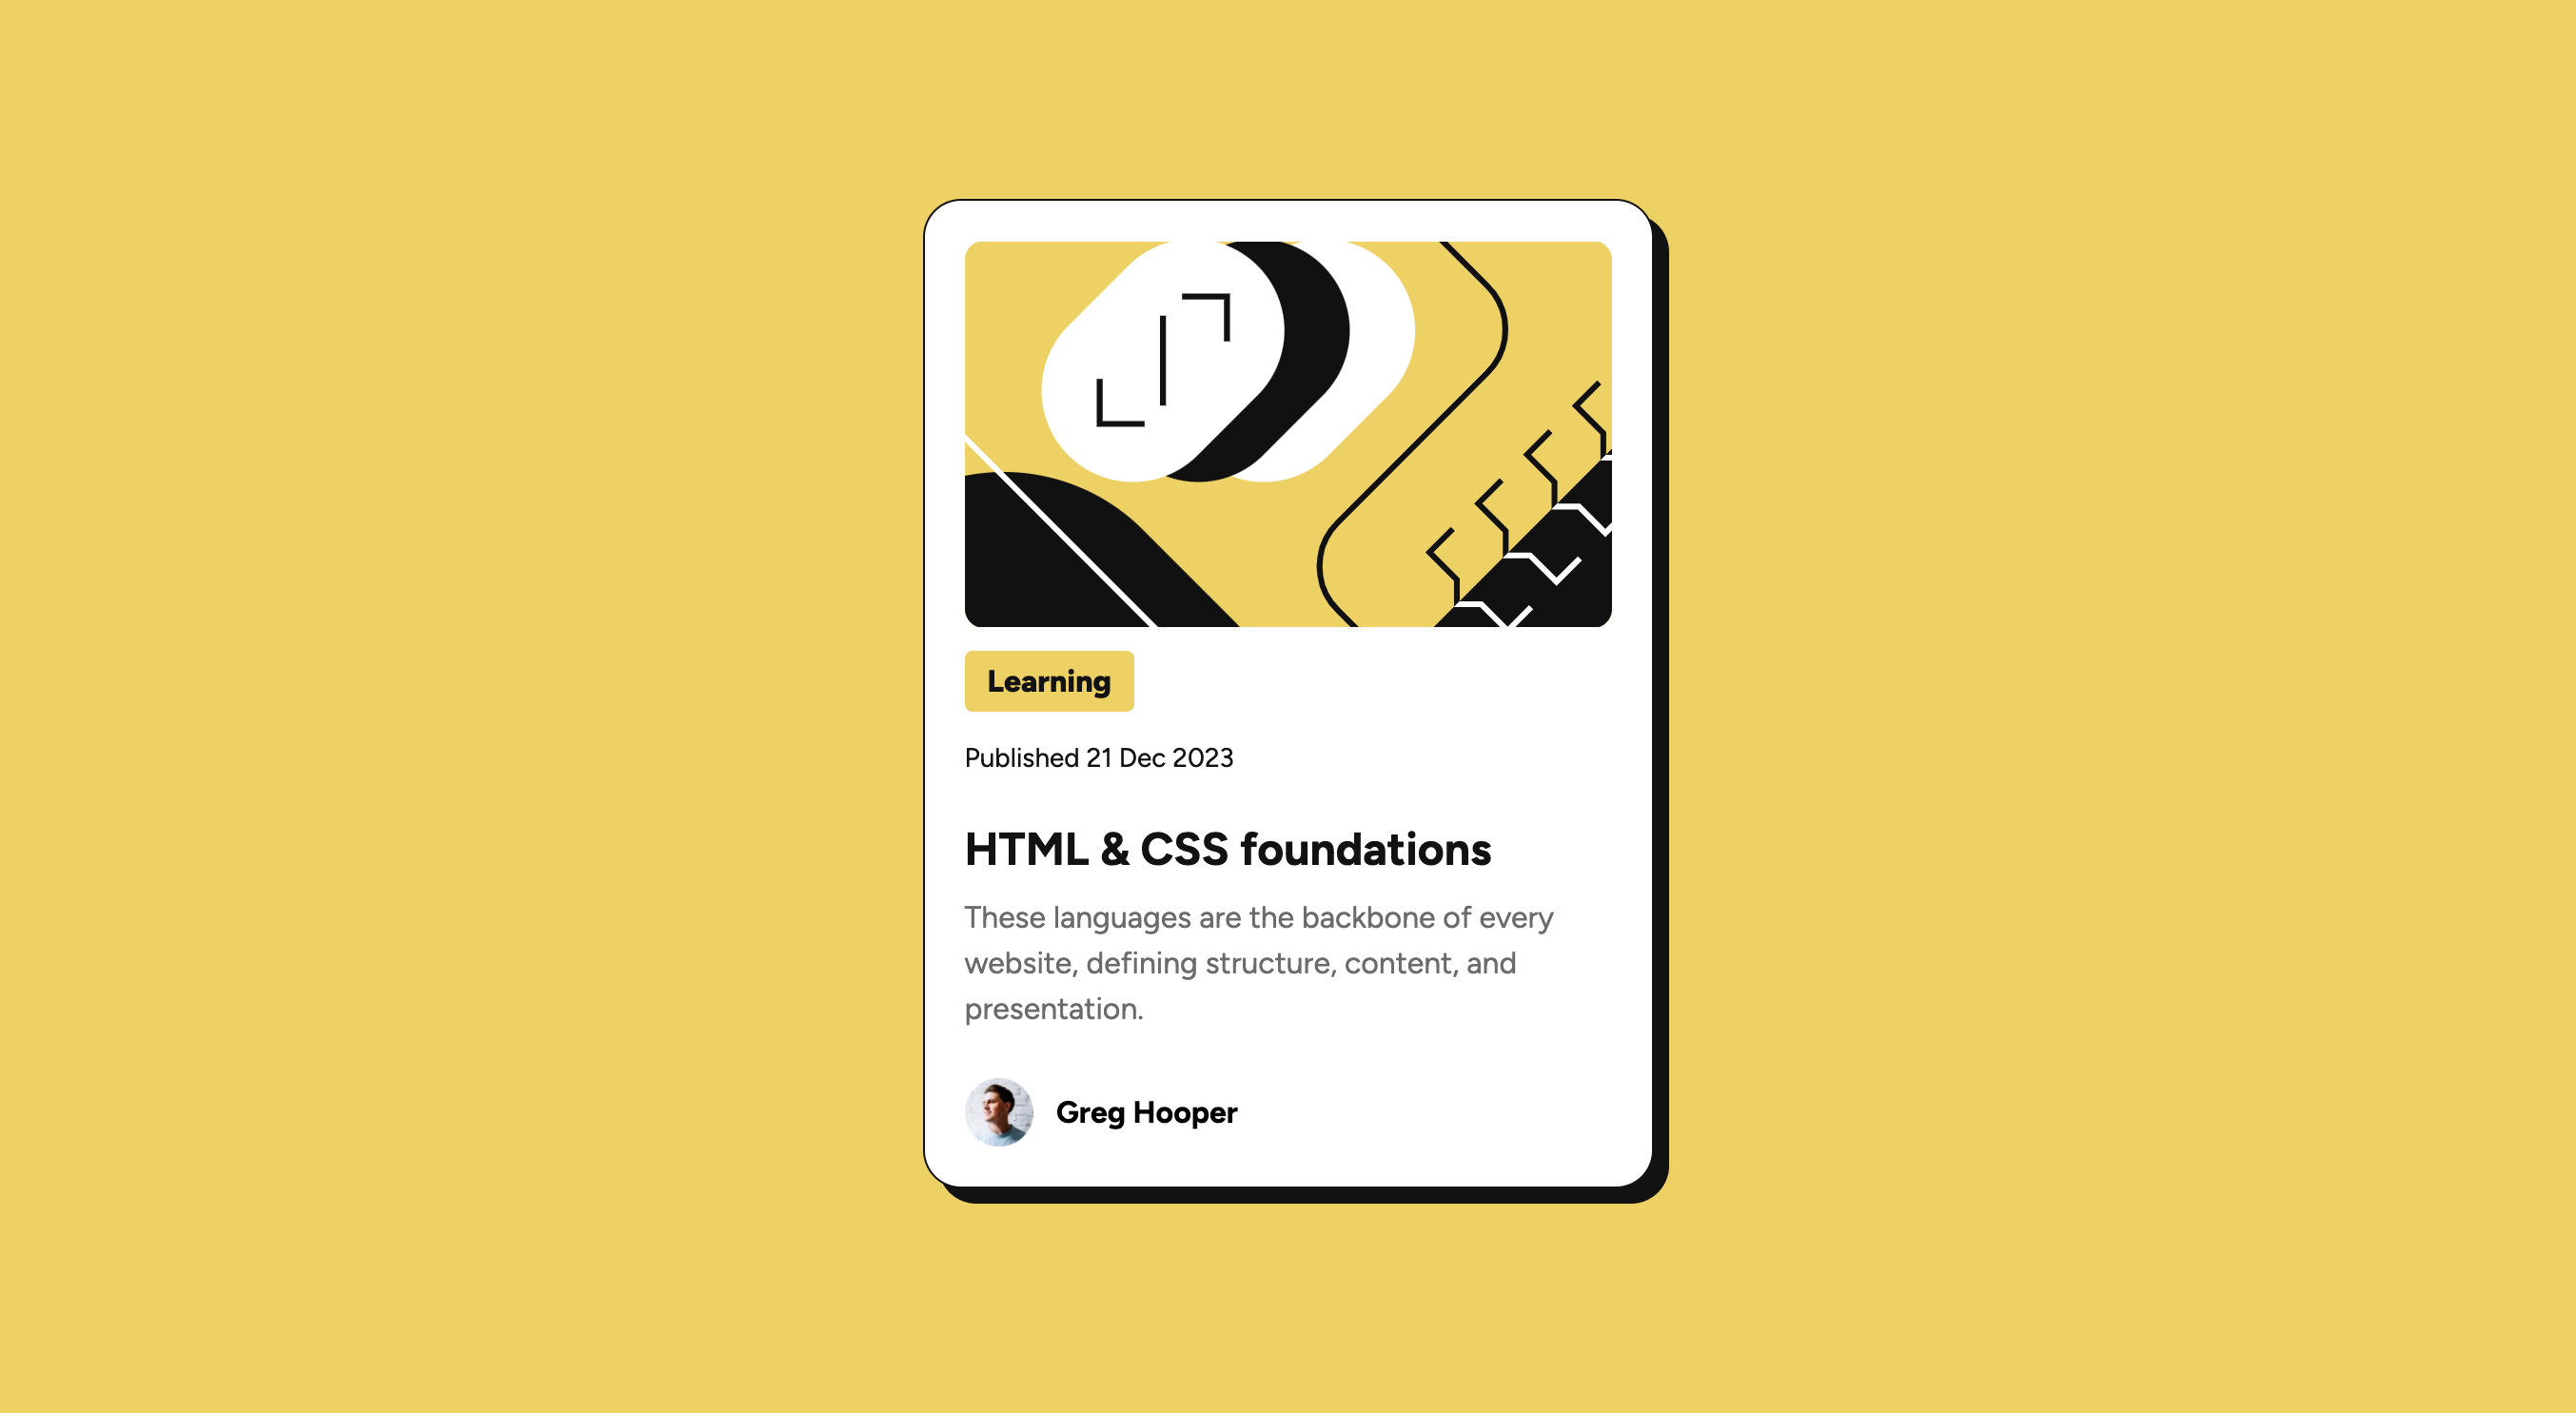 Learning
Published 21 Dec 2023
HTML & CSS foundations
These languages are the backbone of every
website, defining structure, content, and
presentation.
Greg Hooper